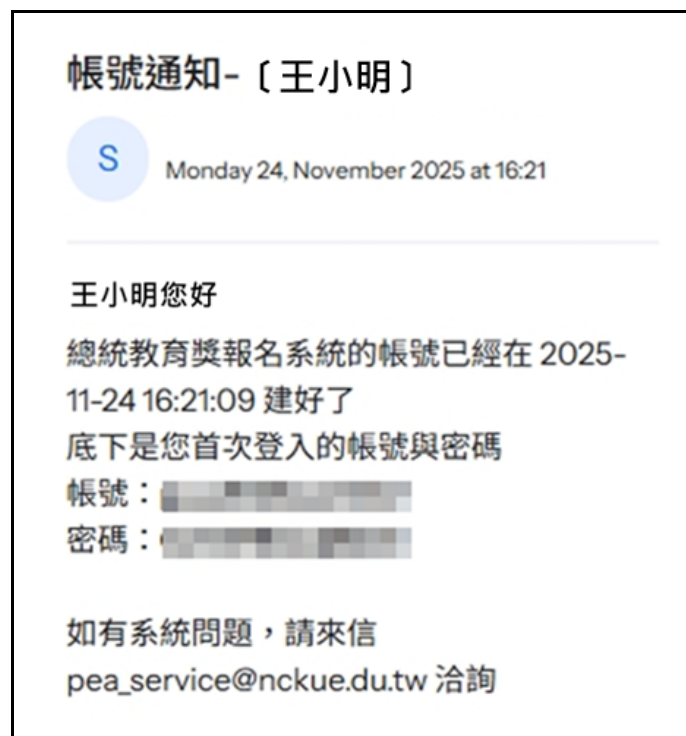 帳號通知-〔王小明〕
S
Monday 24, November 2025 at 16:21
王小明您好
總統教育獎報名系統的帳號已經在 2025-
11-24 16:21:09 建好了
底下是您首次登入的帳號與密碼
帳號：
密碼：
如有系統問題，請來信
pea_service@nckue.du.tw 洽詢